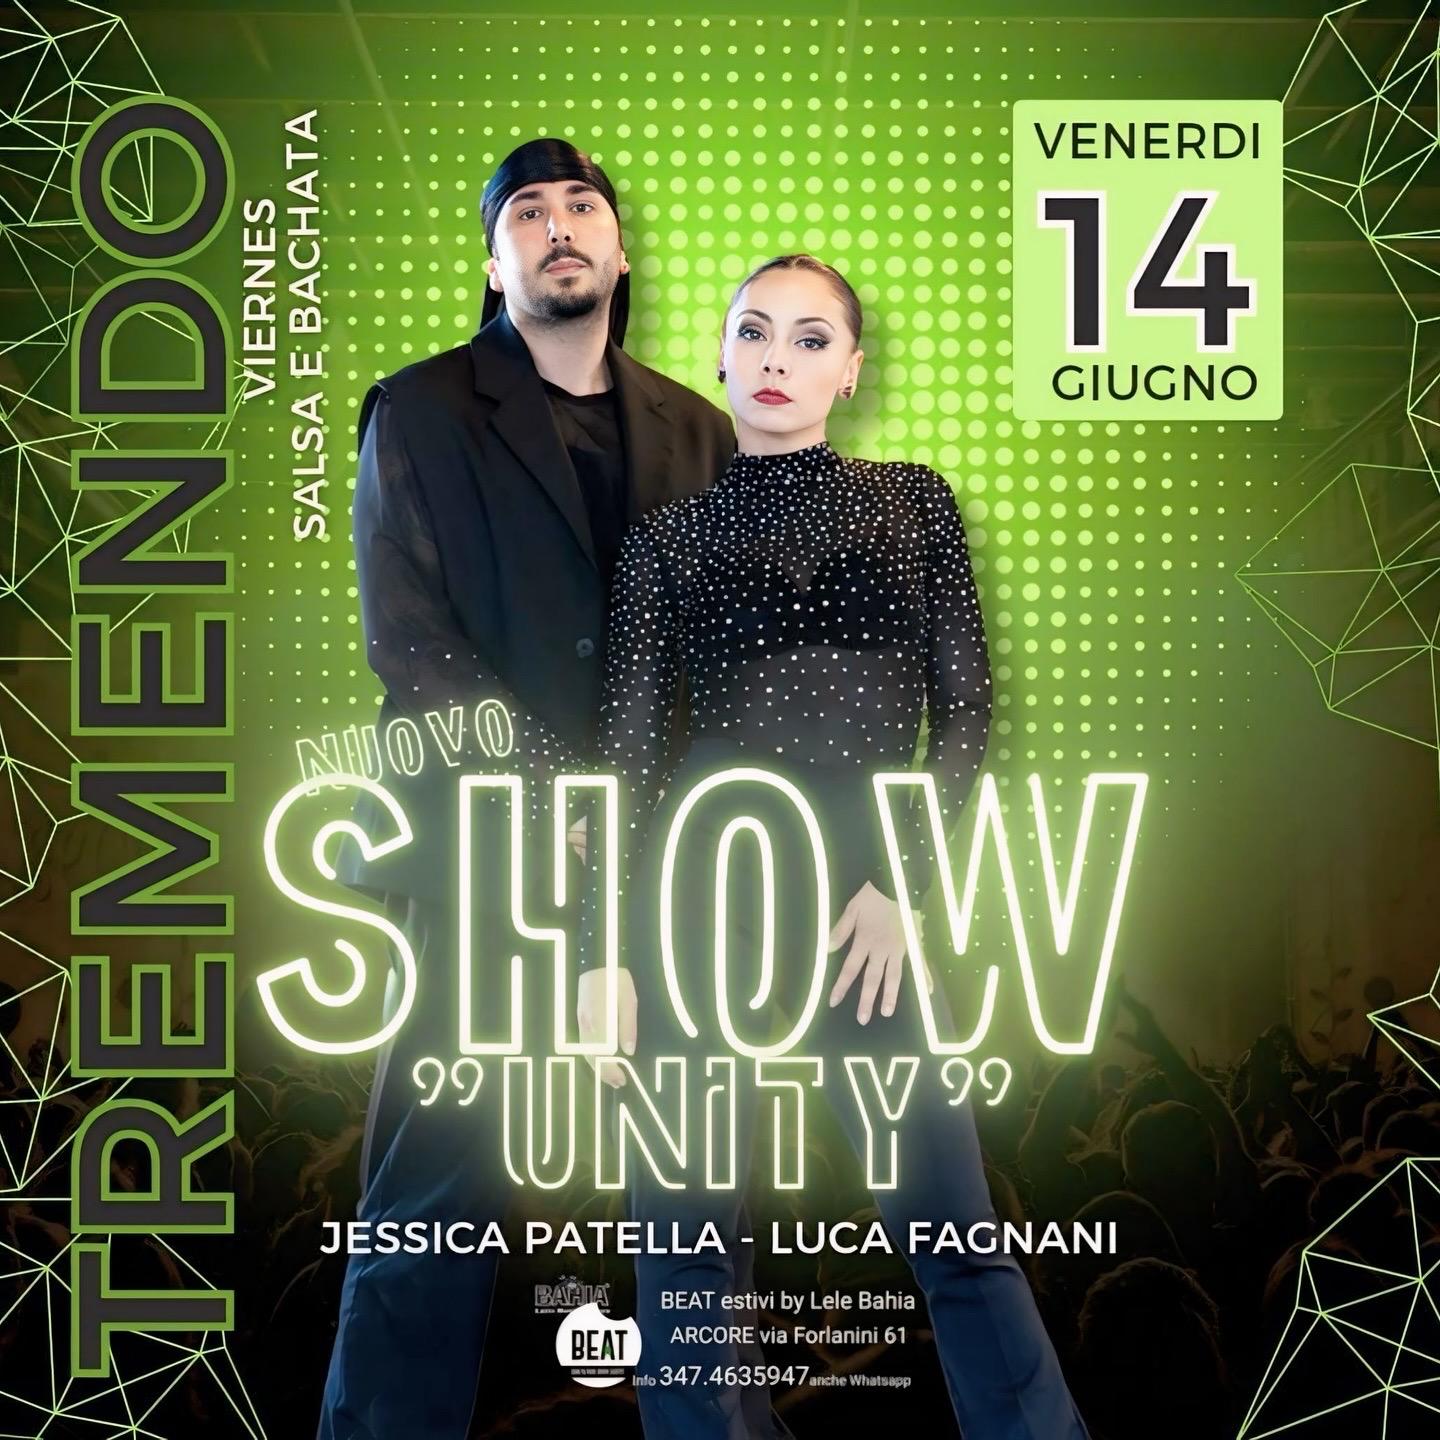 TREMENDO
VIERNES
SALSA E BACHATA
VENERDI
14
GIUGNO
NUOVO
SHOW
"UNITY"
JESSICA PATELLA - LUCA FAGNANI
BAHIA
BEAT
BEAT estivi by Lele Bahia
ARCORE via Forlanini 61
Info 347.4635947 anche Whatsapp